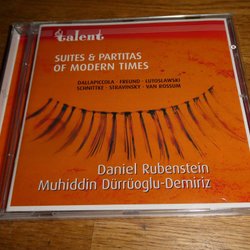 talent
SUITES & PARTITAS
OF MODERN TIMES
DALLAPICCOLA · FREUND · LUTOSLAWSKI
SCHNITTKE · STRAVINSKY · VAN ROSSUM
Daniel Rubenstein
Muhiddin Dürrüoglu-Demiriz